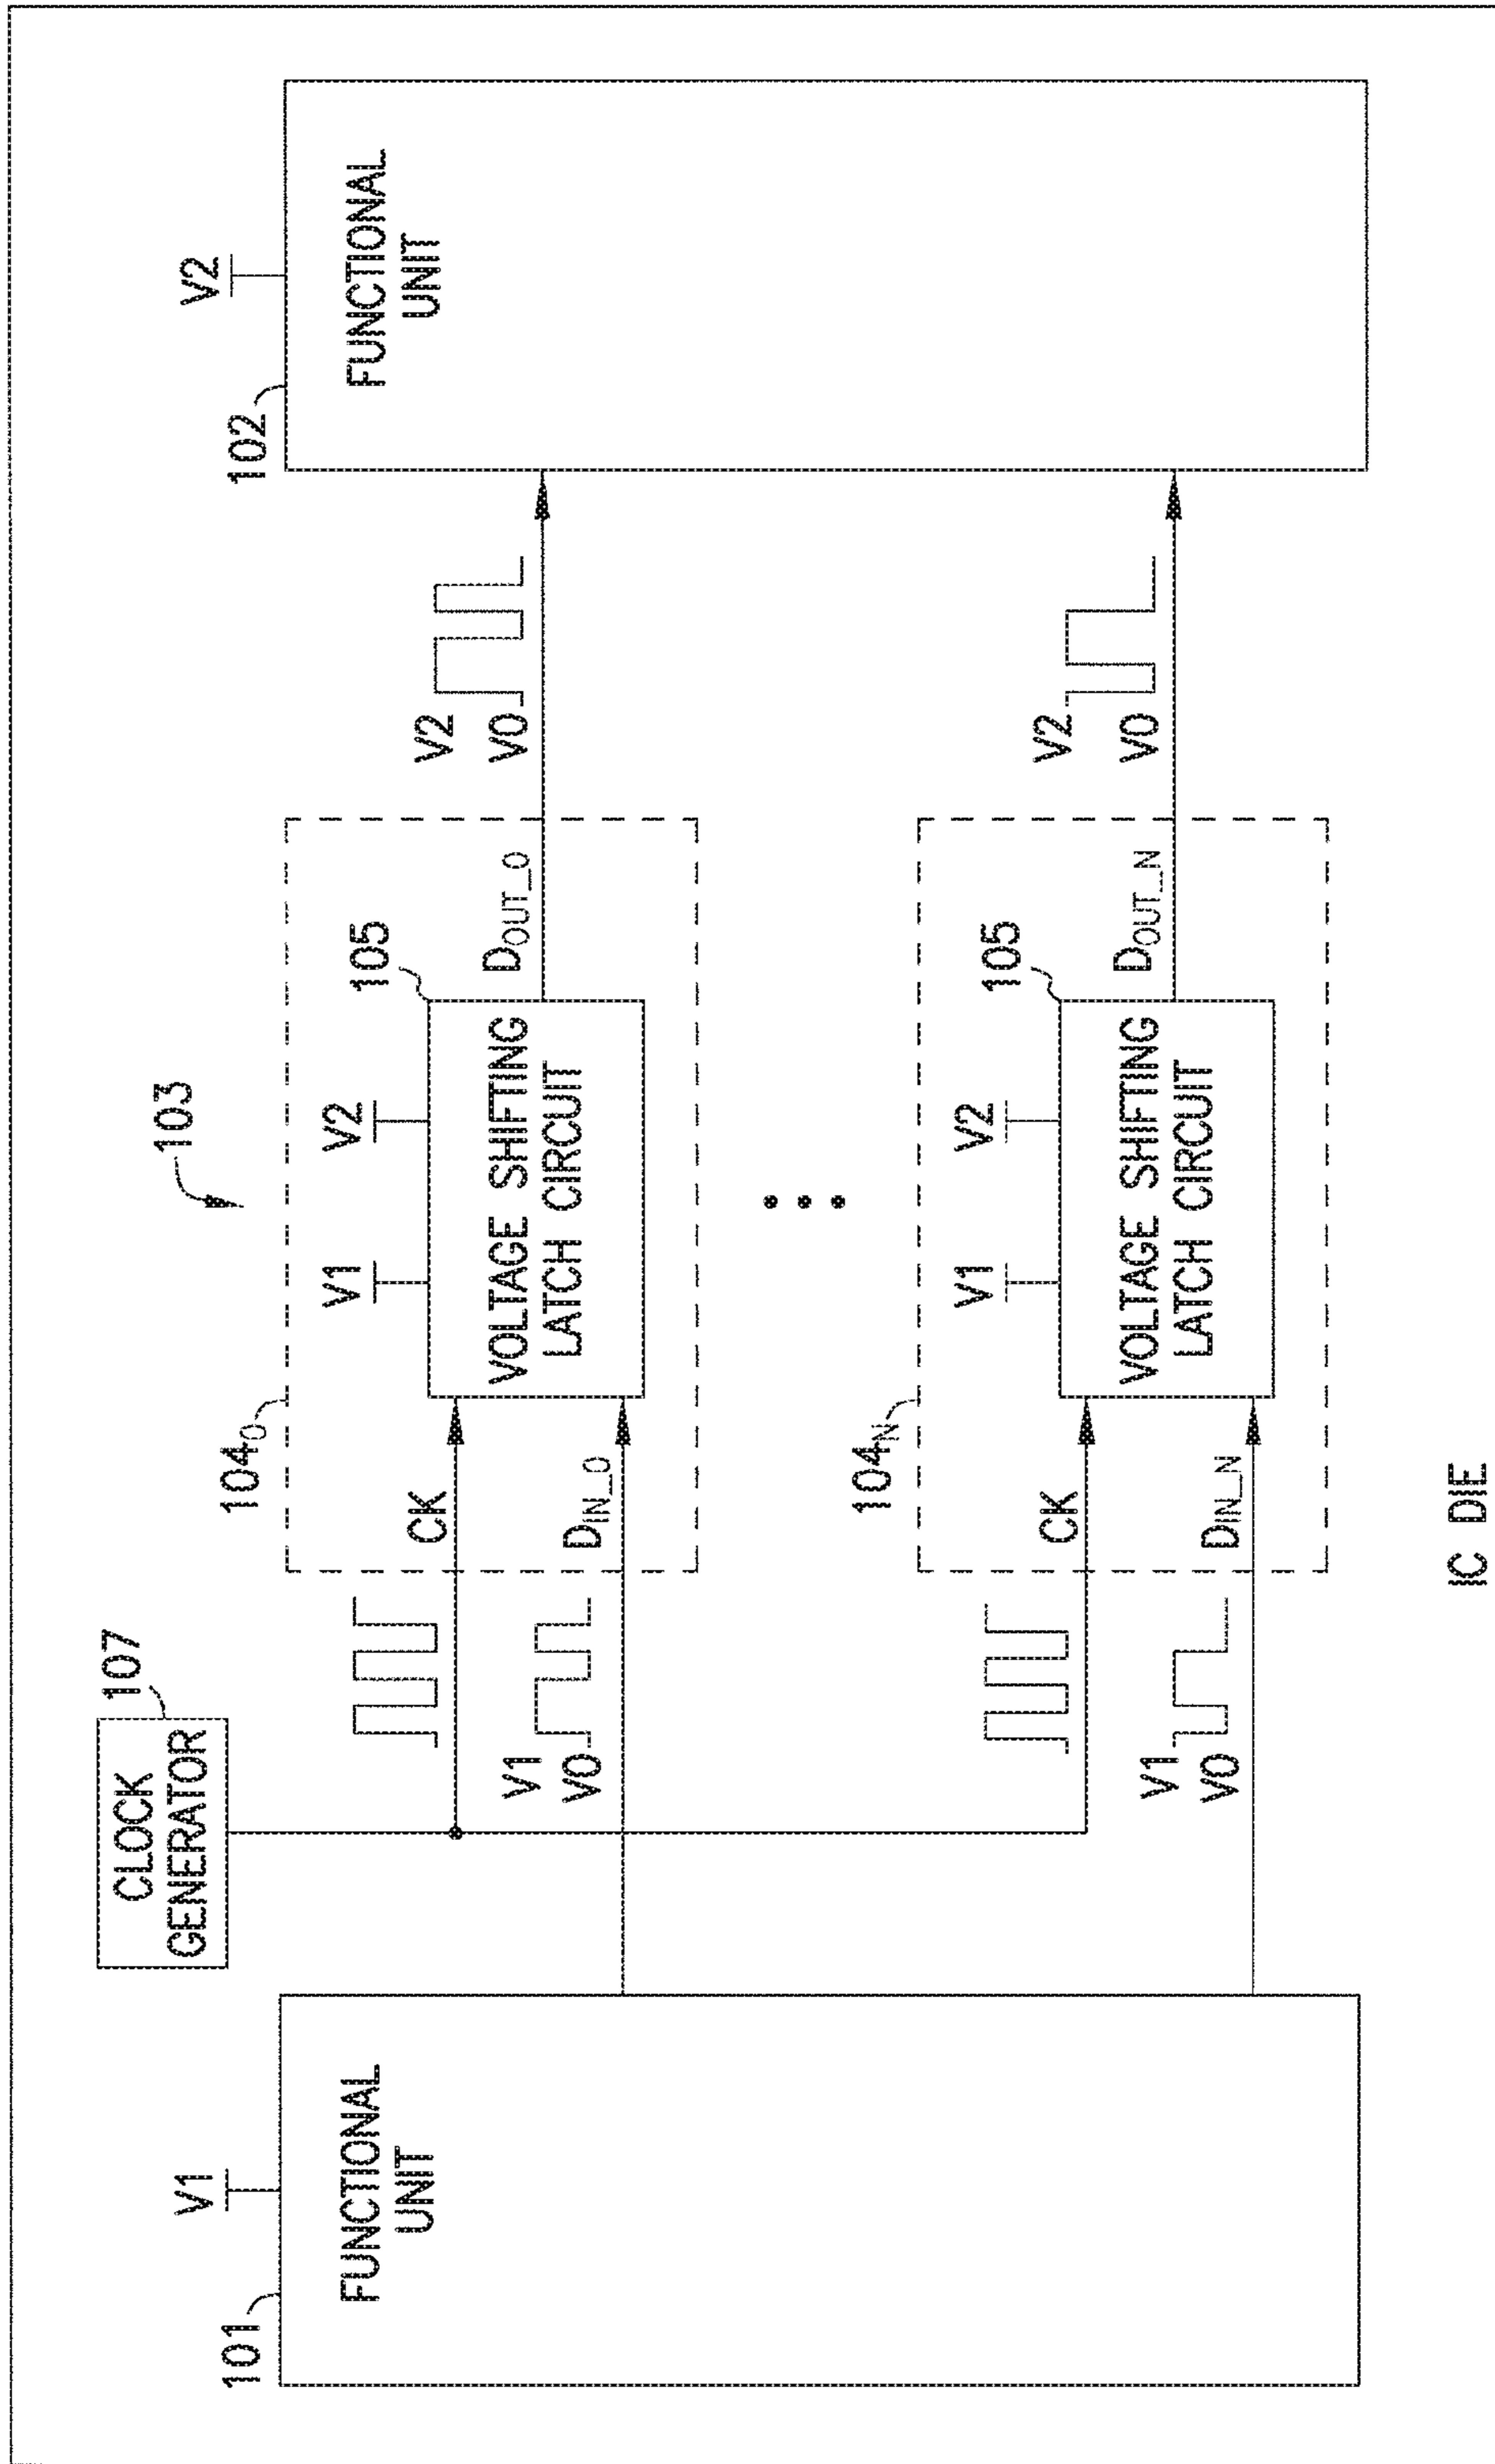 103
CLOCK
GENERATOR
107
V1
101
FUNCTIONAL
UNIT
104₀
V1
V2
105
CK
VOLTAGE SHIFTING
LATCH CIRCUIT
V1
V0
D_IN_0
D_OUT_0
V2
V0
V2
102
FUNCTIONAL
UNIT
104_N
V1
V2
105
CK
VOLTAGE SHIFTING
LATCH CIRCUIT
V1
V0
D_IN_N
D_OUT_N
V2
V0
IC DIE